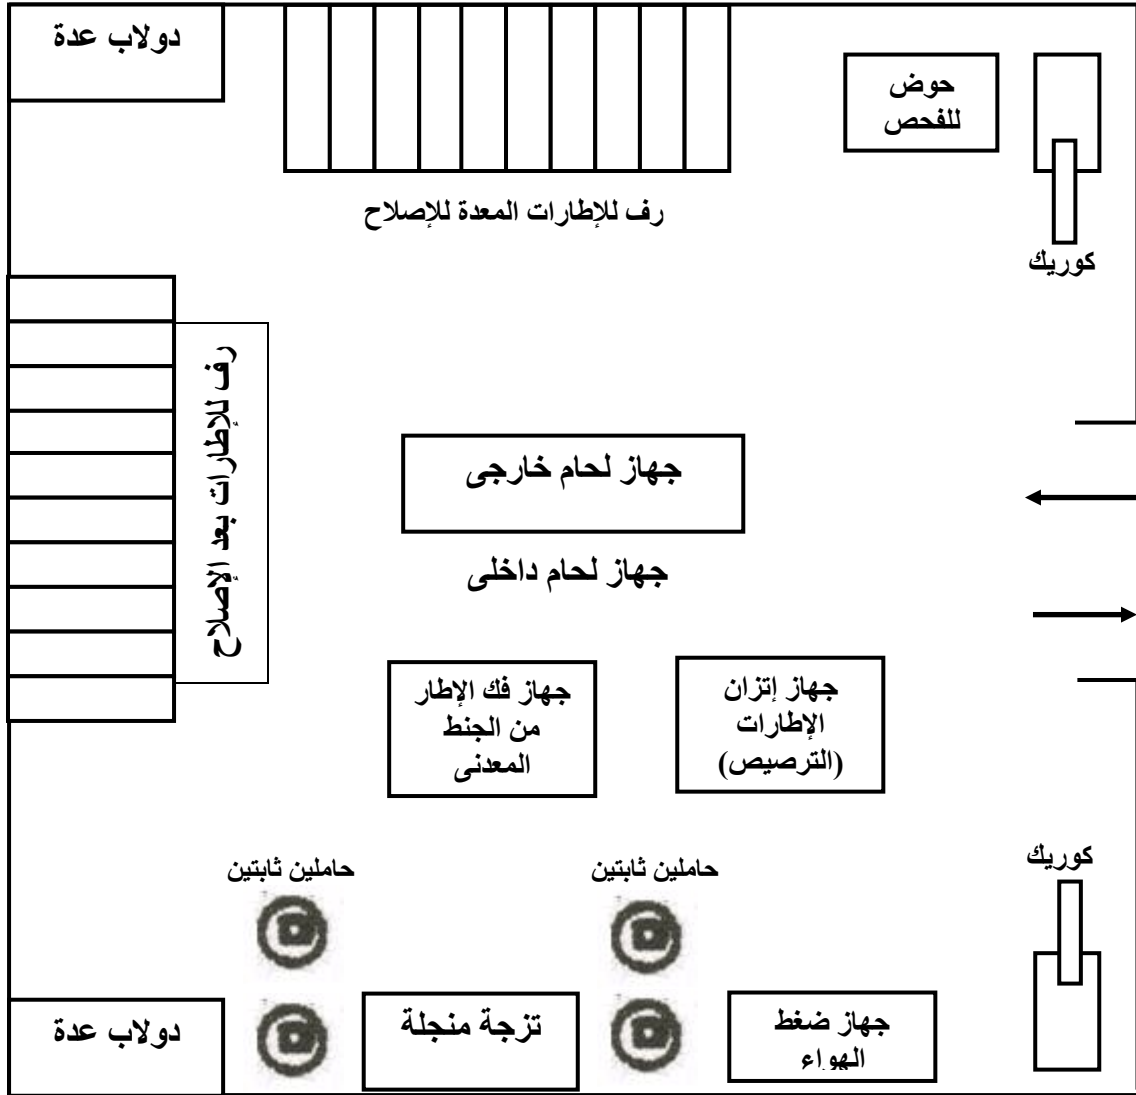 دولاب عدة
حوض
للفحص
رف للإطارات المعدة للإصلاح
كوريك
رف للإطارات بعد الإصلاح
جهاز لحام خارجى
جهاز لحام داخلى
جهاز إتزان
الإطارات
(الترصيص)
جهاز فك الإطار
من الجنط
المعدنى
كوريك
حاملين ثابتين
حاملين ثابتين
جهاز ضغط
الهواء
تزجة منجلة
دولاب عدة